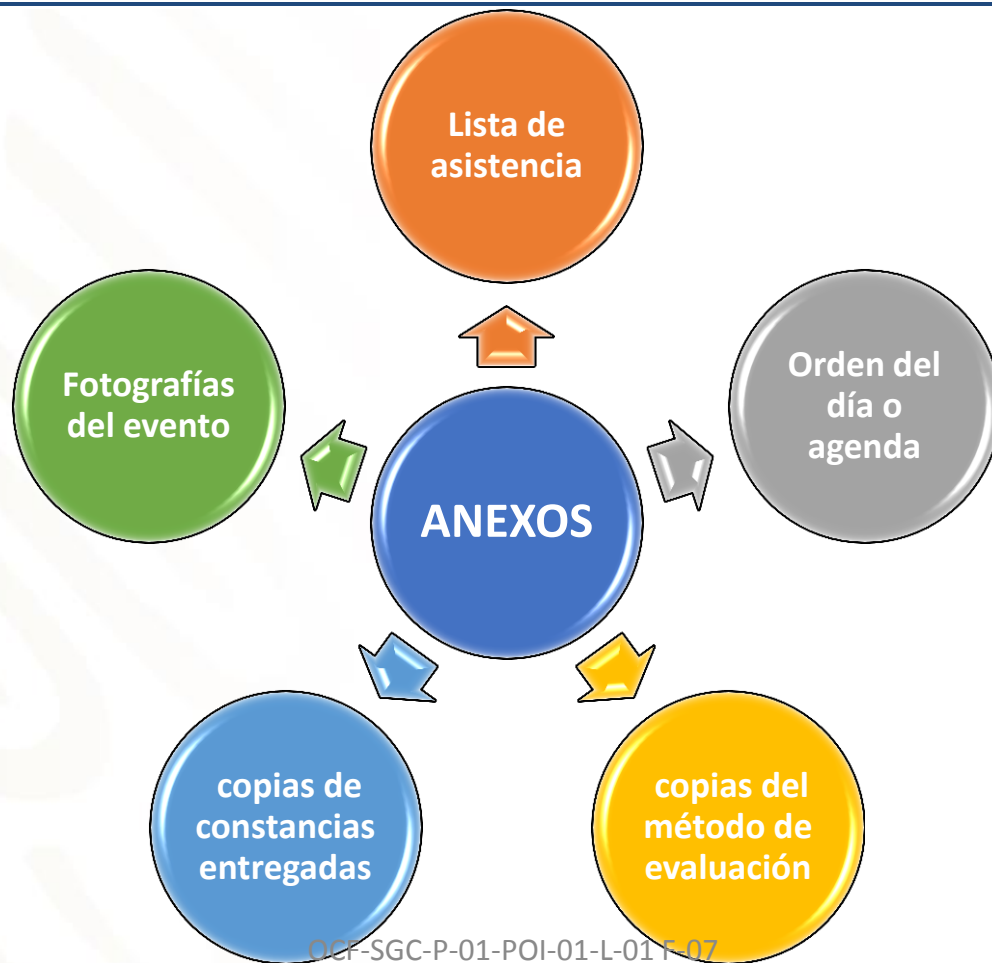 Lista de
asistencia
Orden del
día o
agenda
Fotografías
del evento
ANEXOS
copias de
constancias
entregadas
copias del
método de
evaluación
OCF-SGC-P-01-POI-01-L-01 F-07